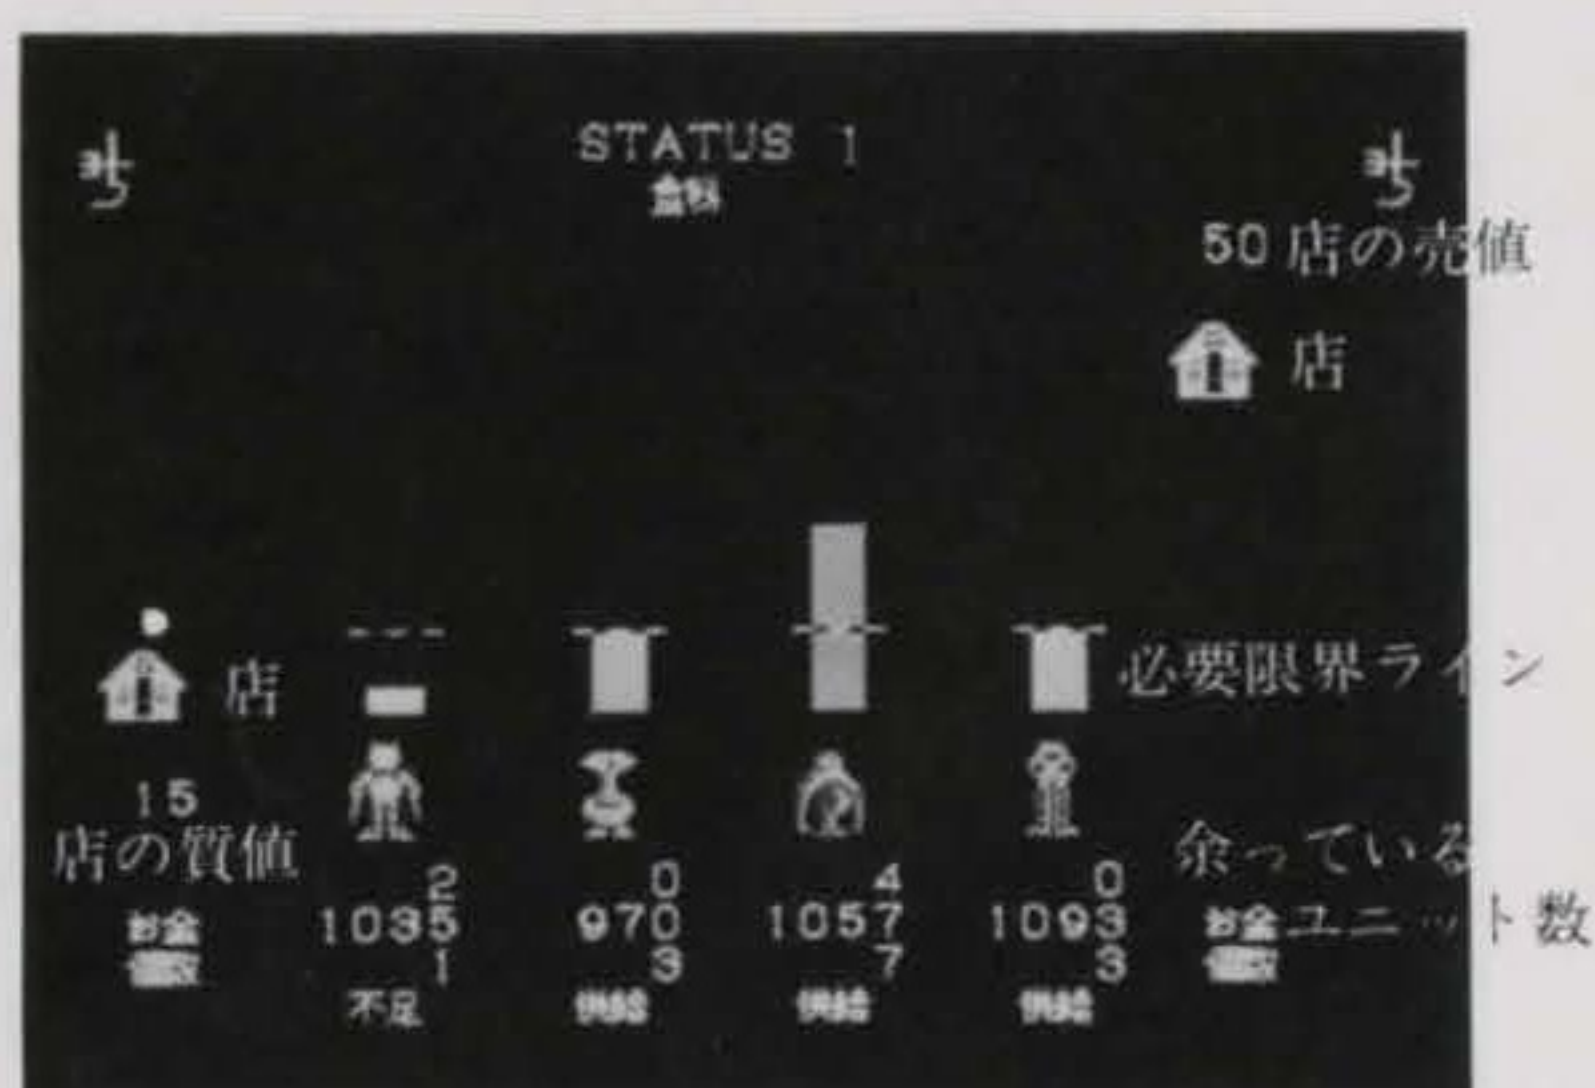 STATUS 1
食料
50 店の売値
店
店
必要限界ライン
15
店の質値
余っている
ユニット数
2 0 4 0
お金 1035 970 1057 1093 お金
個数 1 3 7 3 個数
不足 供給 供給 供給